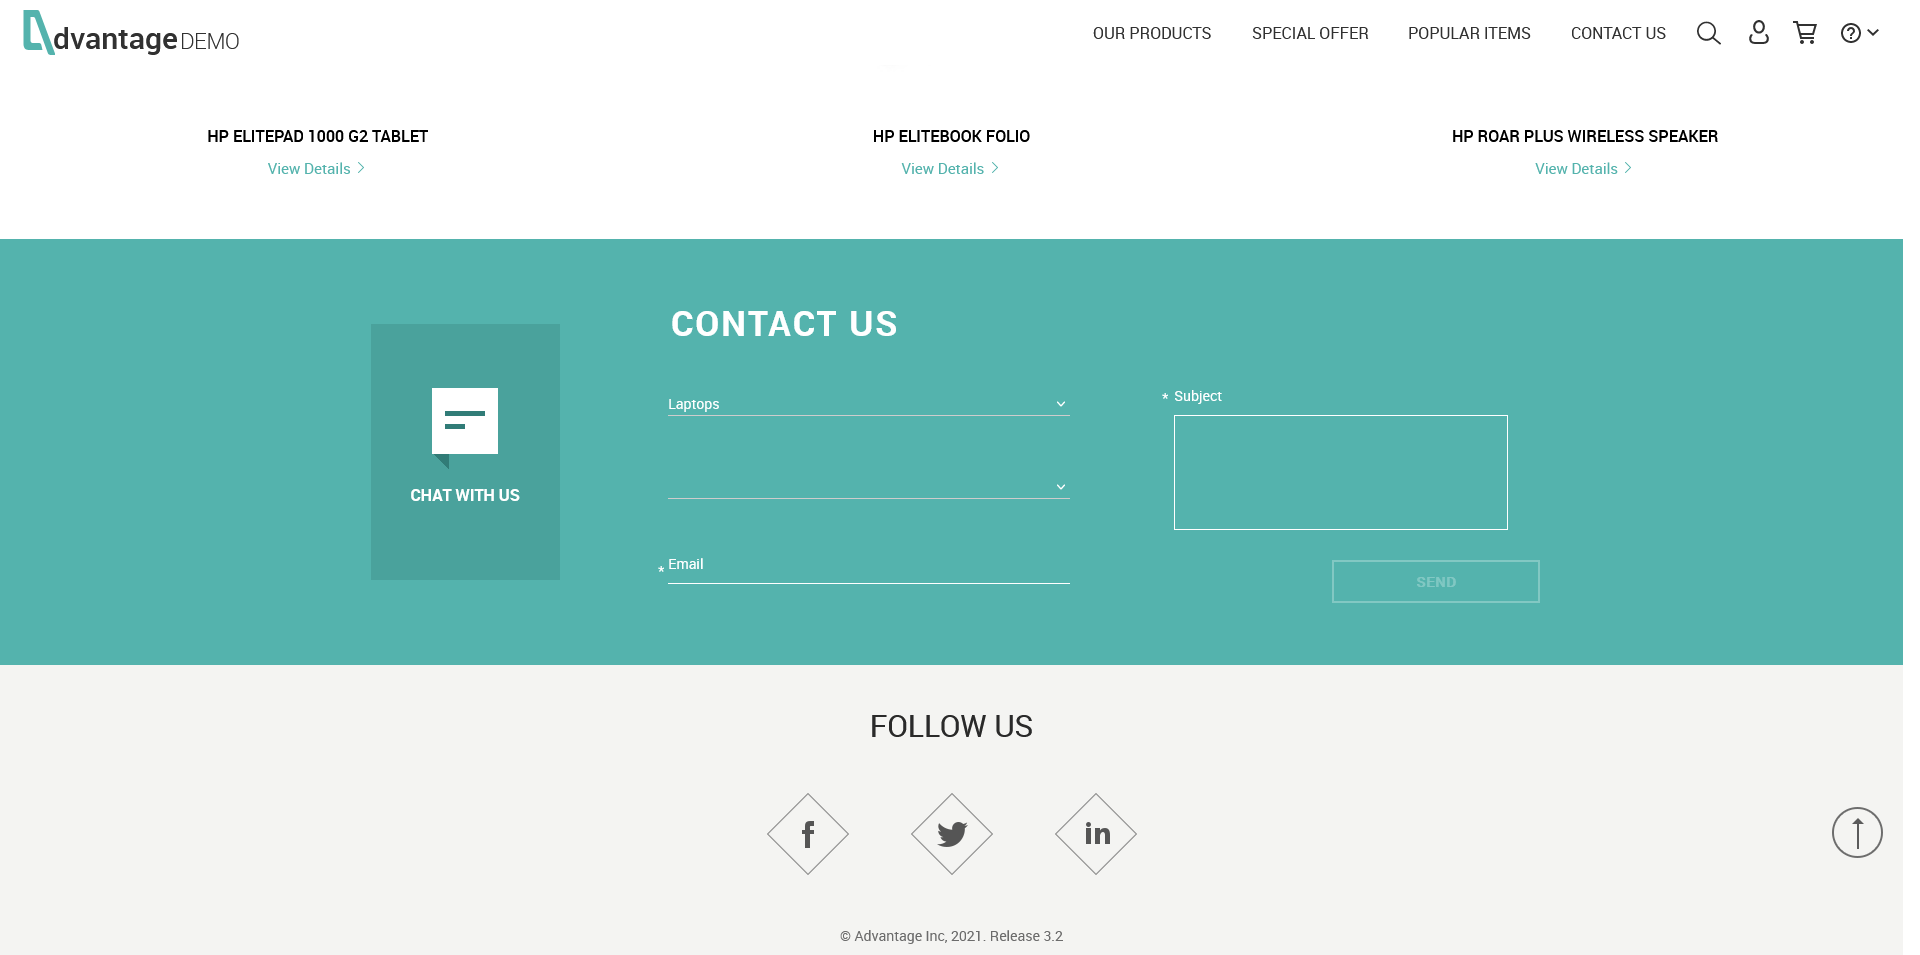 dvantage DEMO
OUR PRODUCTS SPECIAL OFFER POPULAR ITEMS CONTACT US
HP ELITEPAD 1000 G2 TABLET
View Details
HP ELITEBOOK FOLIO
View Details
HP ROAR PLUS WIRELESS SPEAKER
View Details
CHAT WITH US
CONTACT US
Laptops
* Email
* Subject
SEND
FOLLOW US
f
in
© Advantage Inc, 2021. Release 3.2